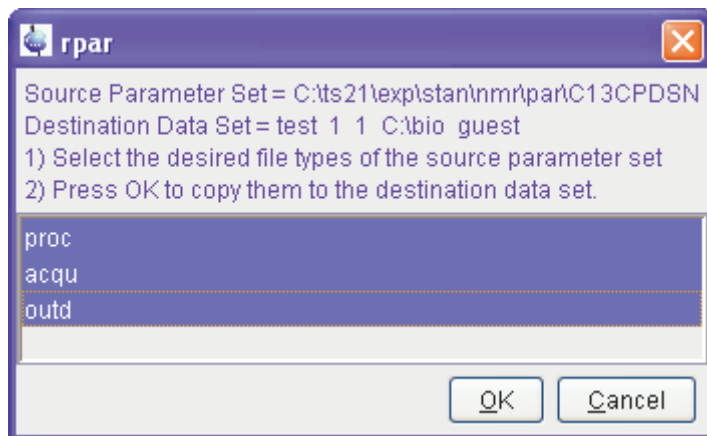 rpar
Source Parameter Set = C:\ts21\exp\stan\nmr\par\C13CPDSN
Destination Data Set = test 1 1 C:\bio guest
1) Select the desired file types of the source parameter set
2) Press OK to copy them to the destination data set.
proc
acqu
outd
OK Cancel